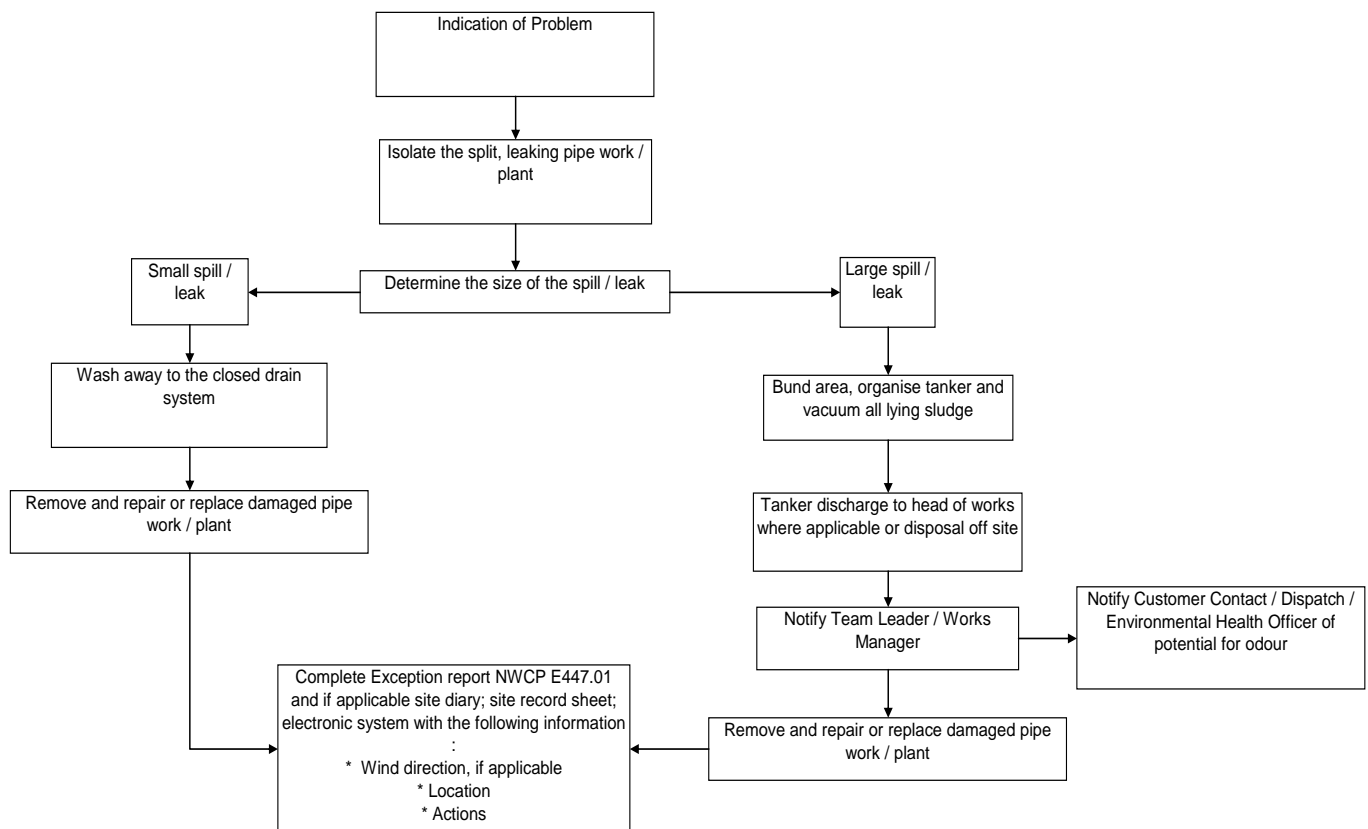 Indication of Problem
Isolate the split, leaking pipe work /
plant
Determine the size of the spill / leak
Small spill /
leak
Wash away to the closed drain
system
Remove and repair or replace damaged pipe
work / plant
Large spill /
leak
Bund area, organise tanker and
vacuum all lying sludge
Tanker discharge to head of works
where applicable or disposal off site
Notify Team Leader / Works
Manager
Notify Customer Contact / Dispatch /
Environmental Health Officer of
potential for odour
Remove and repair or replace damaged pipe
work / plant
Complete Exception report NWCP E447.01
and if applicable site diary; site record sheet;
electronic system with the following information
:
* Wind direction, if applicable
* Location
* Actions